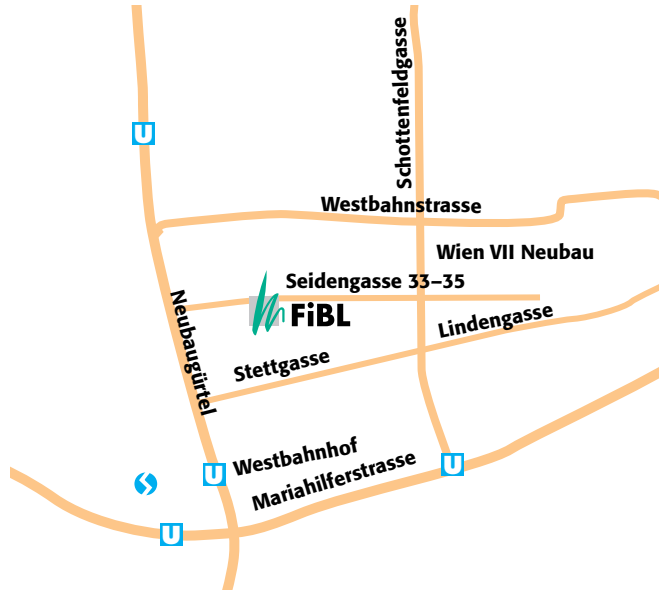 Schottenfeldgasse
U
Westbahnstrasse
Wien VII Neubau
Seidengasse 33–35
FiBL
Neubaugürtel
Lindengasse
Stettgasse
Westbahnhof
U
U
Mariahilferstrasse
S
U